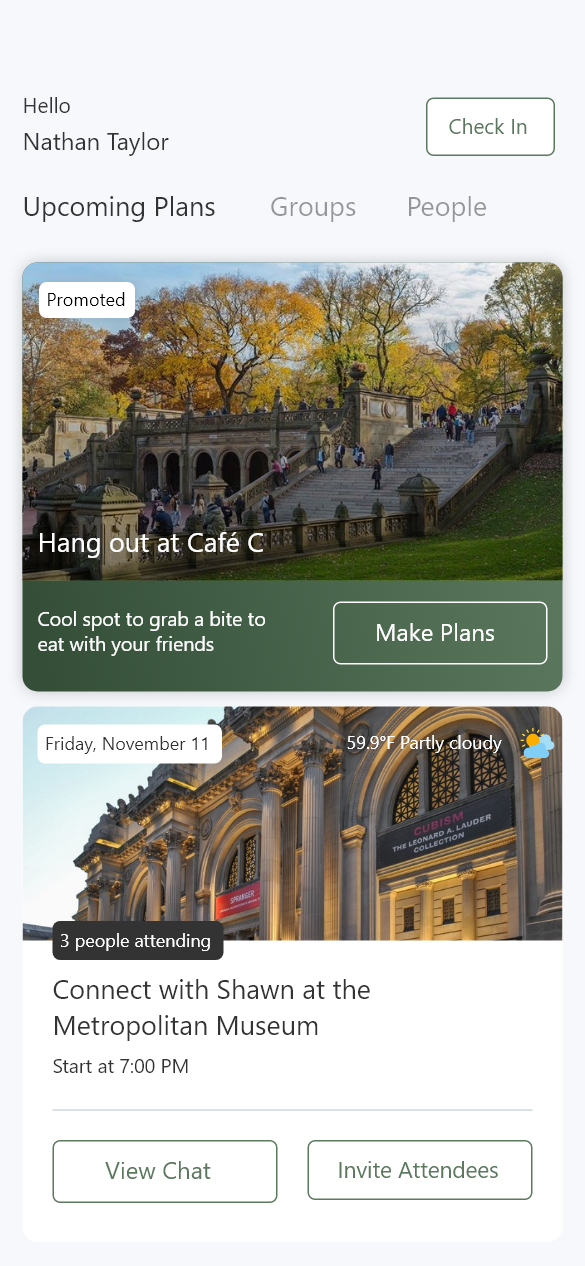 Hello
Nathan Taylor
Check In
Upcoming Plans
Groups
People
Promoted
Hang out at Café C
Cool spot to grab a bite to
eat with your friends
Make Plans
Friday, November 11
59.9°F Partly cloudy
CUBISM
THE LEONARD A. LAUDER
COLLECTION
SPRANGER
3 people attending
Connect with Shawn at the
Metropolitan Museum
Start at 7:00 PM
View Chat
Invite Attendees